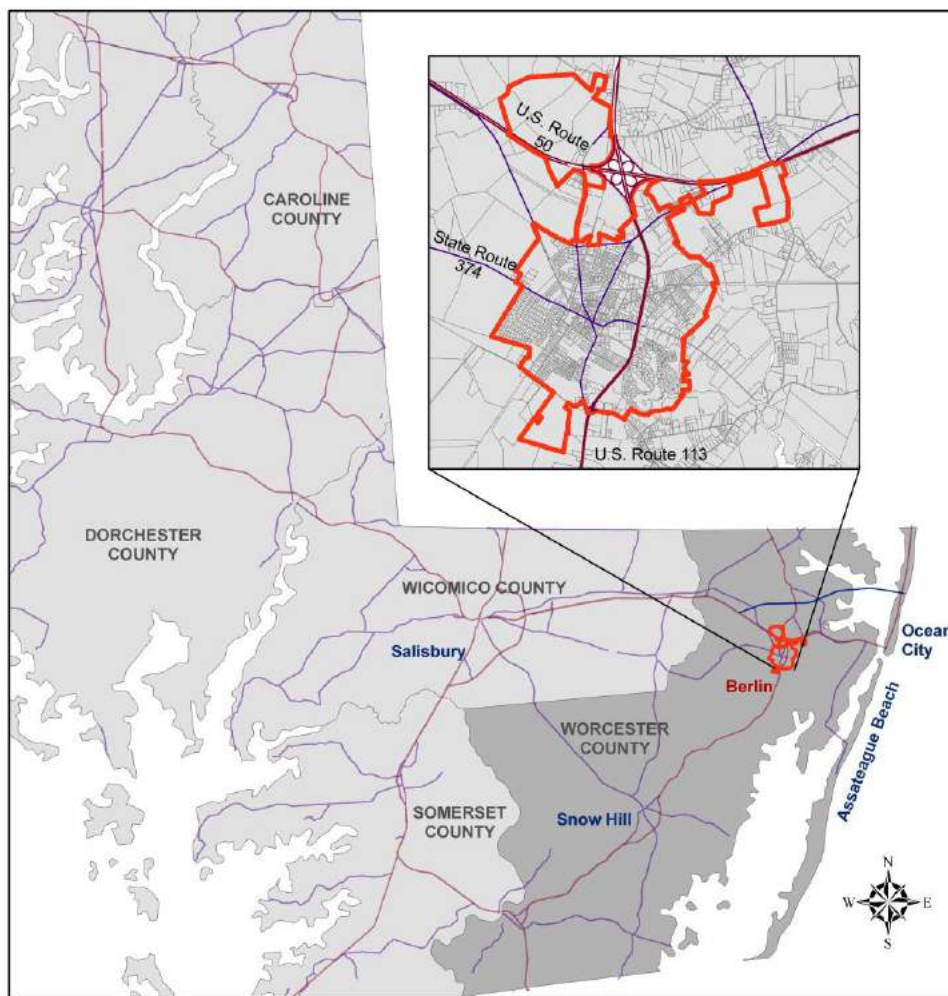 U.S. Route
50
CAROLINE
COUNTY
State Route
374
U.S. Route 113
DORCHESTER
COUNTY
WICOMICO COUNTY
Salisbury
Ocean
City
Berlin
WORCESTER
COUNTY
Assateague Beach
SOMERSET
COUNTY
Snow Hill
N
W
E
S